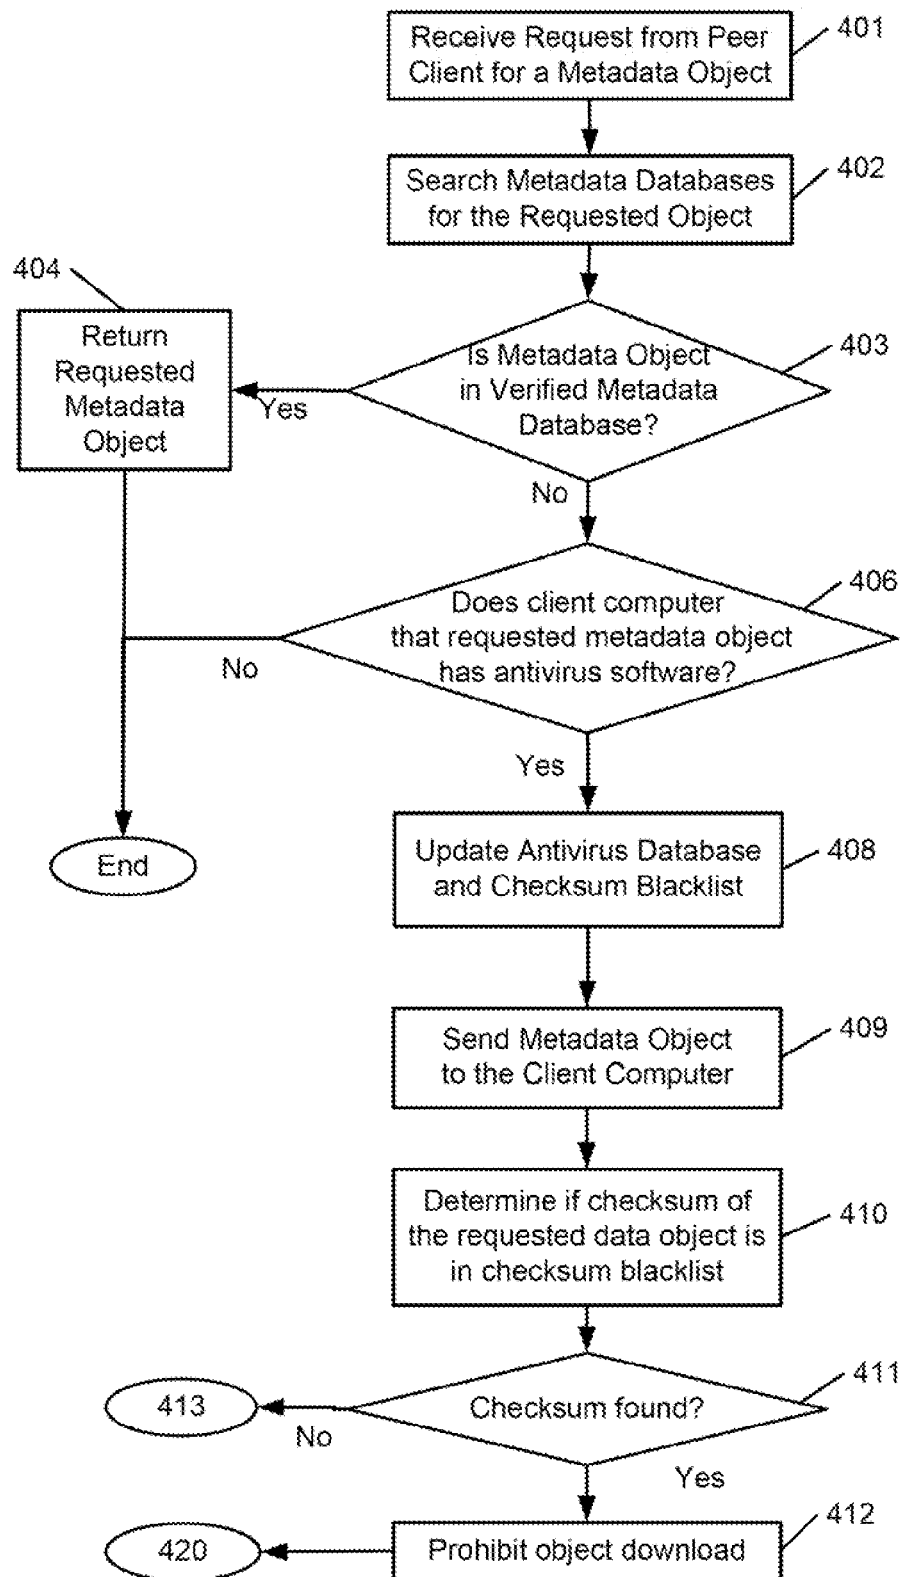 Receive Request from Peer
Client for a Metadata Object
401
Search Metadata Databases
for the Requested Object
402
404
Return
Requested
Metadata
Object
Is Metadata Object
in Verified Metadata
Database?
403
Yes
No
Does client computer
that requested metadata object
has antivirus software?
406
No
Yes
End
Update Antivirus Database
and Checksum Blacklist
408
Send Metadata Object
to the Client Computer
409
Determine if checksum of
the requested data object is
in checksum blacklist
410
Checksum found?
411
413
No
Yes
Prohibit object download
412
420